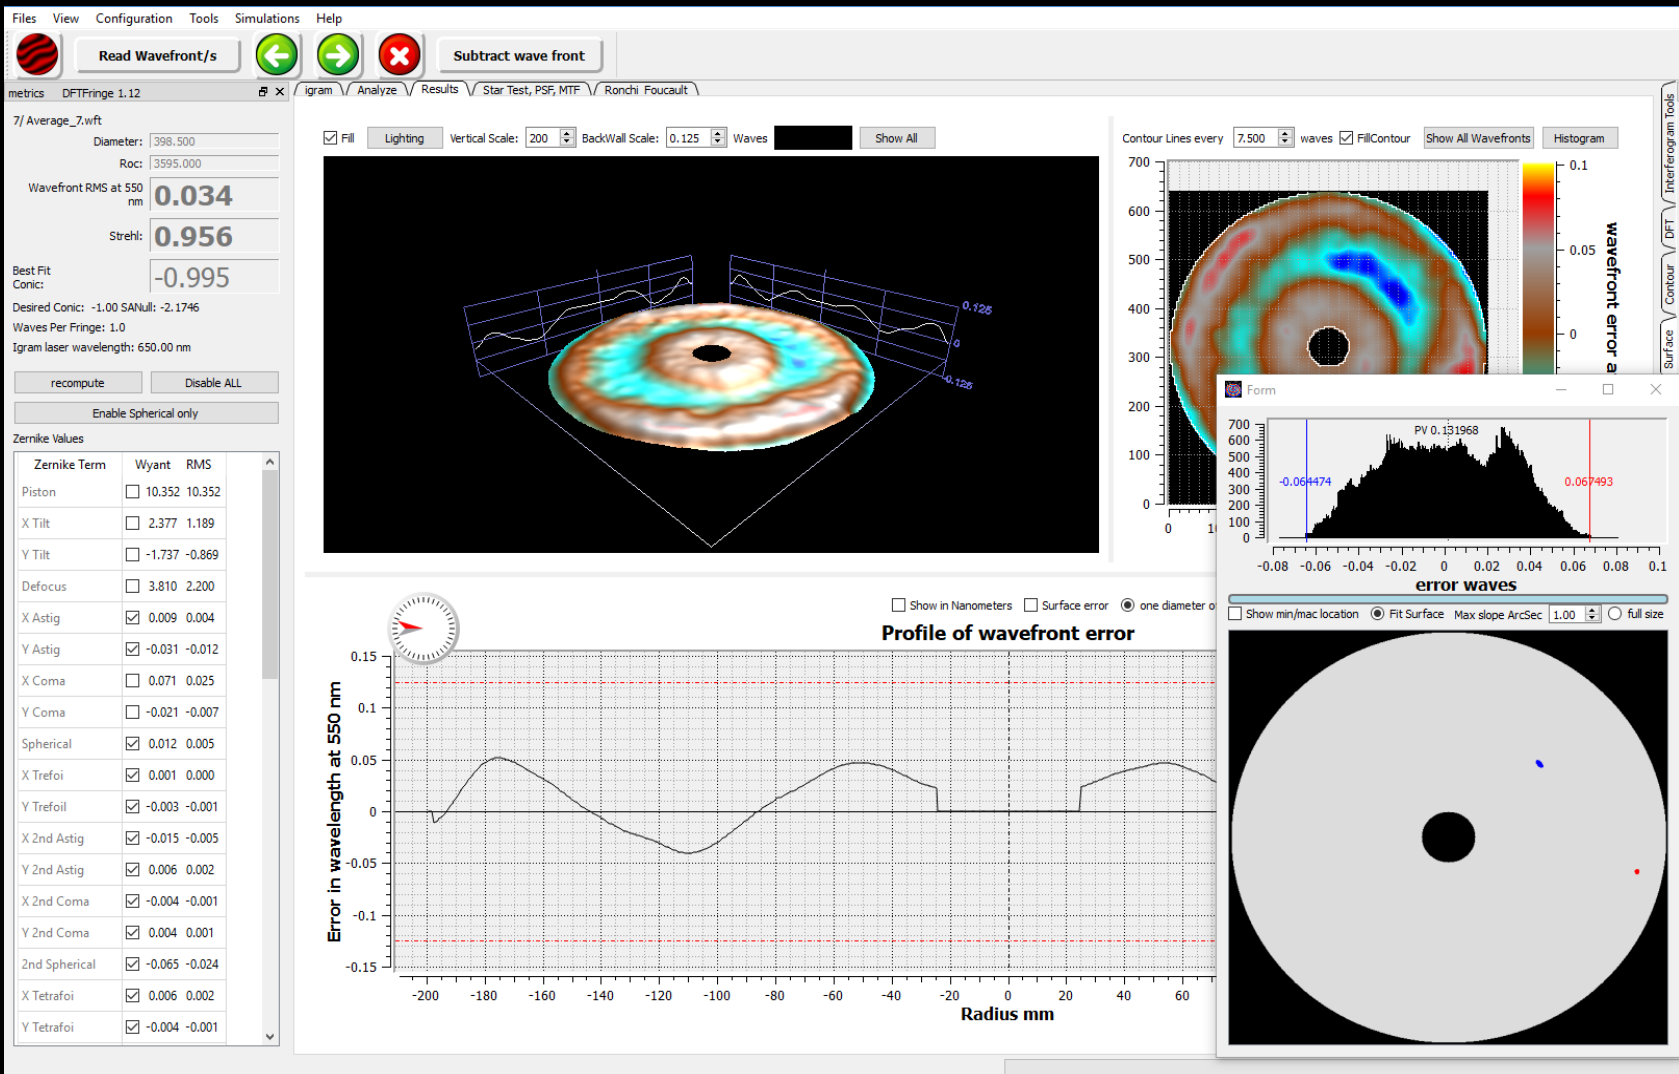 Files View Configuration Tools Simulations Help
Read Wavefront/s Subtract wave front
metrics DFTFringe 1.12
7/ Average_7.wft
Diameter: 398.500
Roc: 3595.000
Wavefront RMS at 550 nm 0.034
Strehl: 0.956
Best Fit Conic: -0.995
Desired Conic: -1.00 SANull: -2.1746
Waves Per Fringe: 1.0
Igram laser wavelength: 650.00 nm
recompute Disable ALL
Enable Spherical only
Zernike Values
Zernike Term Wyant RMS
Piston 10.352 10.352
X Tilt 2.377 1.189
Y Tilt -1.737 -0.869
Defocus 3.810 2.200
X Astig 0.009 0.004
Y Astig -0.031 -0.012
X Coma 0.071 0.025
Y Coma -0.021 -0.007
Spherical 0.012 0.005
X Trefoi 0.001 0.000
Y Trefoil -0.003 -0.001
X 2nd Astig -0.015 -0.005
Y 2nd Astig 0.006 0.002
X 2nd Coma -0.004 -0.001
Y 2nd Coma 0.004 0.001
2nd Spherical -0.065 -0.024
X Tetrafoi 0.006 0.002
Y Tetrafoi -0.004 -0.001
igram Analyze Results Star Test, PSF, MTF Ronchi Foucault
Fill Lighting Vertical Scale: 200 BackWall Scale: 0.125 Waves Show All
0.125
0
-0.125
Contour Lines every 7.500 waves FillContour Show All Wavefronts Histogram
700
600
500
400
300
200
100
0
0
0.1
0.05
0
wavefront error
Interferogram Tools
DFT
Contour
Surface
Show in Nanometers Surface error one diameter
Profile of wavefront error
Error in wavelength at 550 nm
0.15
0.1
0.05
0
-0.05
-0.1
-0.15
-200 -180 -160 -140 -120 -100 -80 -60 -40 -20 0 20 40 60
Radius mm
Form
PV 0.131968
-0.064474 0.067493
700
600
500
400
300
200
100
0
-0.08 -0.06 -0.04 -0.02 0 0.02 0.04 0.06 0.08 0.1
error waves
Show min/mac location Fit Surface Max slope ArcSec 1.00 full size